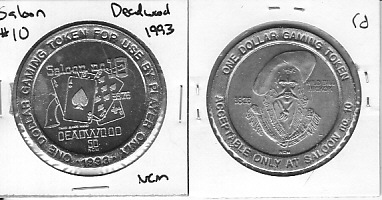 Saloon
#10
Deadwood
1993
ONE DOLLAR GAMING TOKEN FOR USE BY PLAYER ONLY
Saloon no.10
DEADWOOD
SD
1993
NCM
Cd
ONE DOLLAR GAMING TOKEN
ACCEPTABLE ONLY AT SALOON no. 10